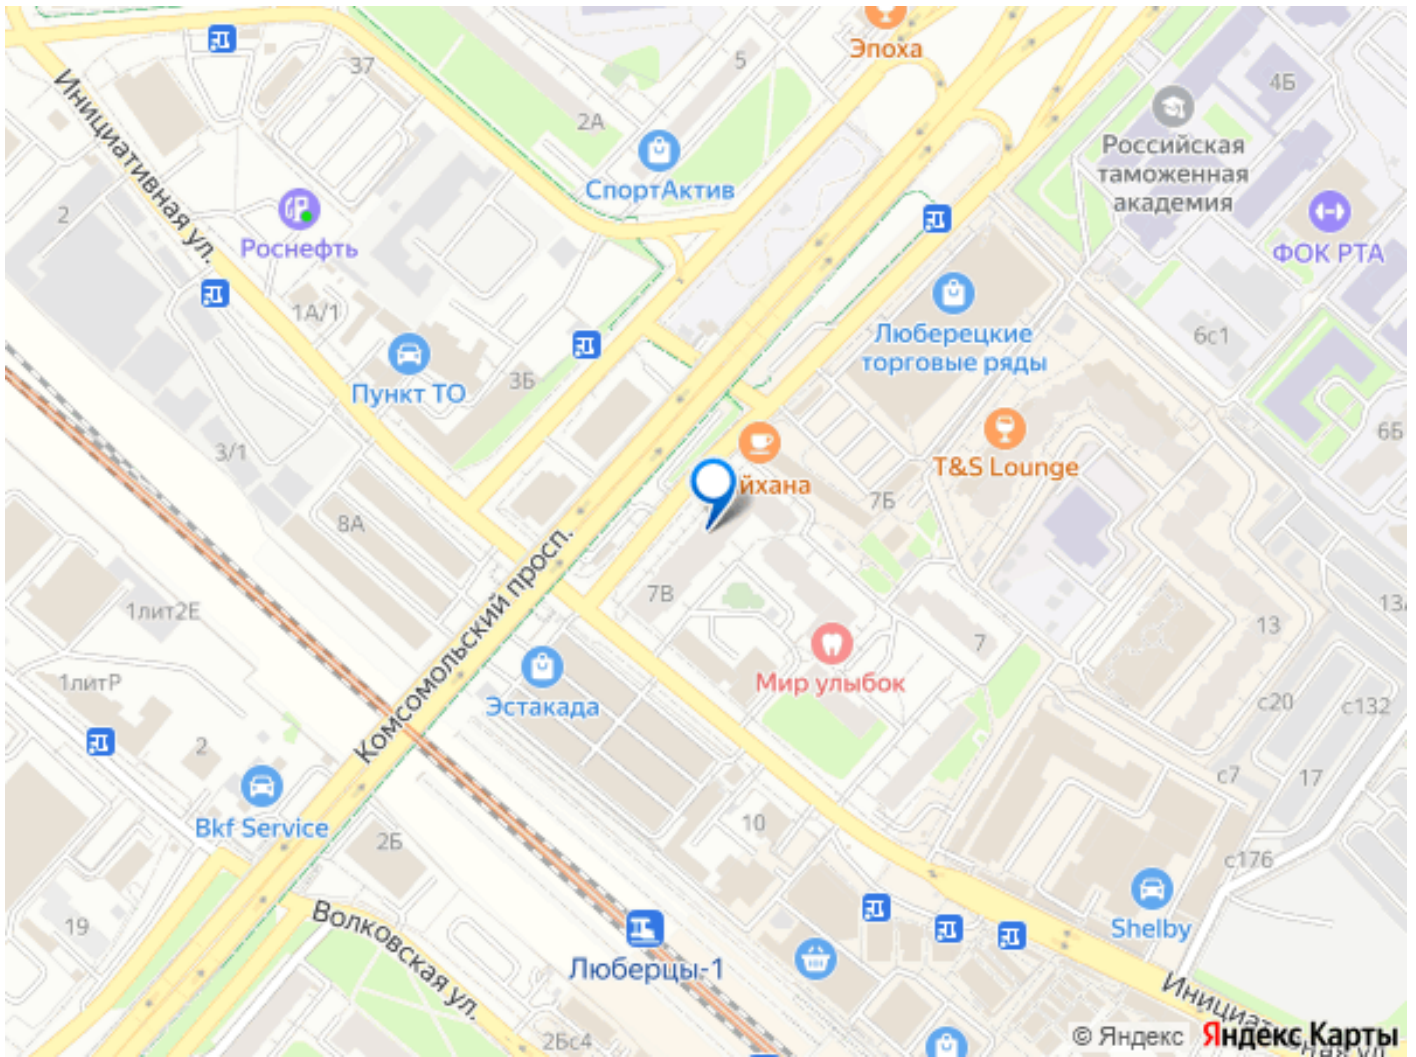 Эпоха
37
5
4Б
2А
Инициативная ул.
СпортАктив
Российская
таможенная
академия
2
Роснефть
ФОК РТА
1А/1
Люберецкие
торговые ряды
6с1
Пункт ТО
3Б
3/1
6Б
T&S Lounge
йхана
7Б
8А
Комсомольский просп.
7В
1лит2Е
13
7
1литР
Мир улыбок
Эстакада
с20
с132
2
с7
17
Bkf Service
2Б
10
с176
19
Волковская ул.
Shelby
Люберцы-1
2Бс4
© Яндекс Яндекс Карты